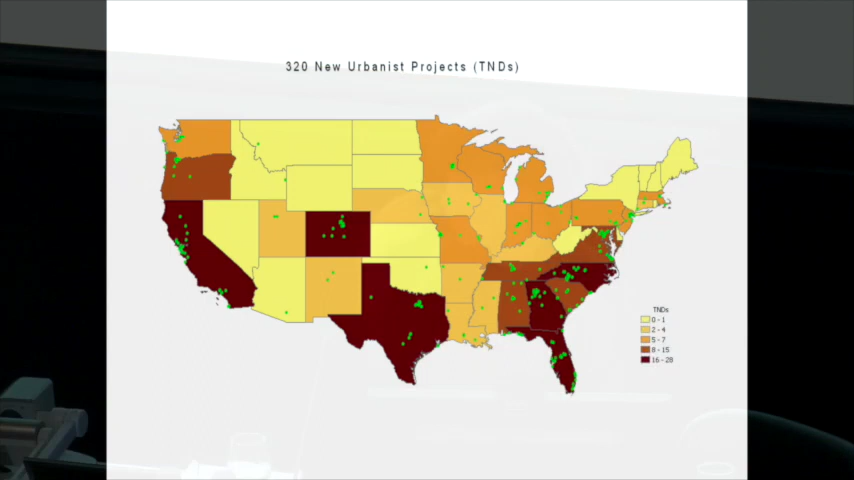 320 New Urbanist Projects (TNDs)
TNDs
0 - 1
2 - 4
5 - 7
8 - 15
16 - 28